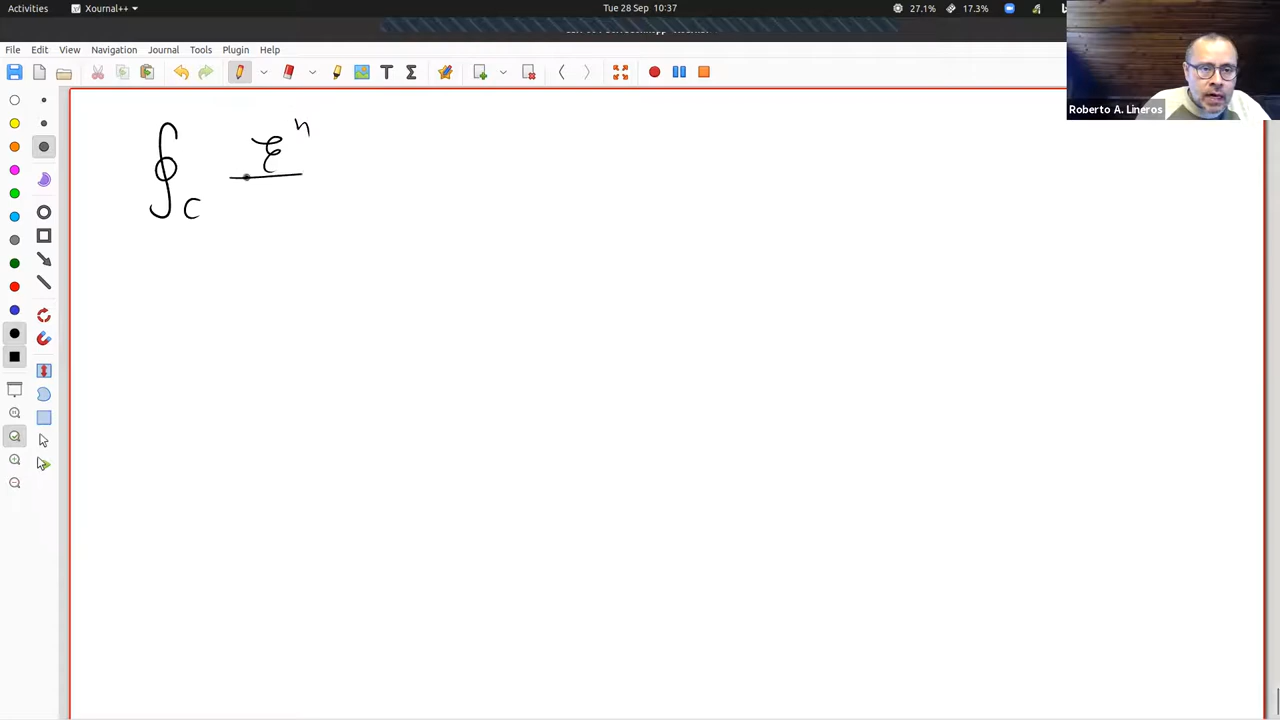 Activities Xournal++ Tue 28 Sep 10:37 27.1% 17.3%
File Edit View Navigation Journal Tools Plugin Help
Roberto A. Lineros
∮_C ξ^n